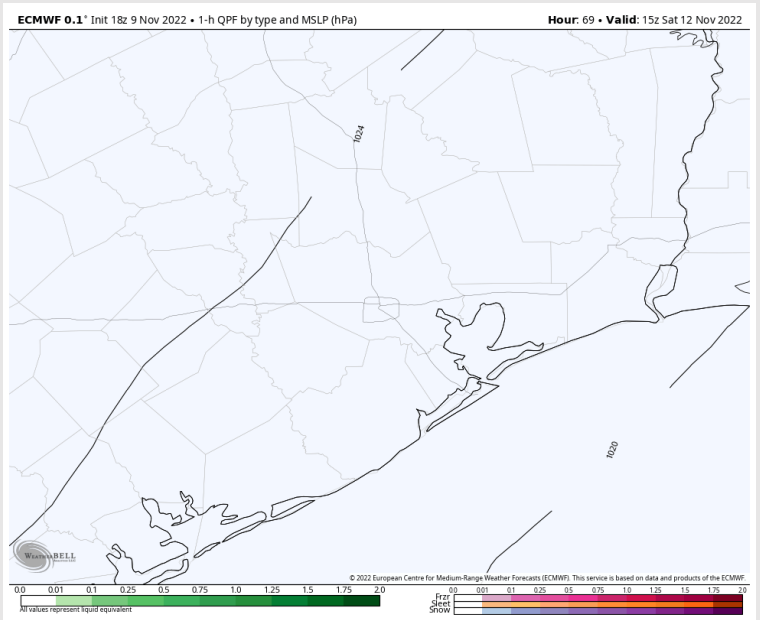 ECMWF 0.1° Init 18z 9 Nov 2022 • 1-h QPF by type and MSLP (hPa)
Hour: 69 • Valid: 15z Sat 12 Nov 2022
1024
1020
WEATHERBELL
© 2022 European Centre for Medium-Range Weather Forecasts (ECMWF). This service is based on data and products of the ECMWF.
0.0 0.01 0.1 0.25 0.5 0.75 1.0 1.25 1.5 1.75 2.0
All values represent liquid equivalent
0.0 0.01 0.1 0.25 0.5 0.75 1.0 1.25 1.5 1.75 2.0
Frzr
Sleet
Snow